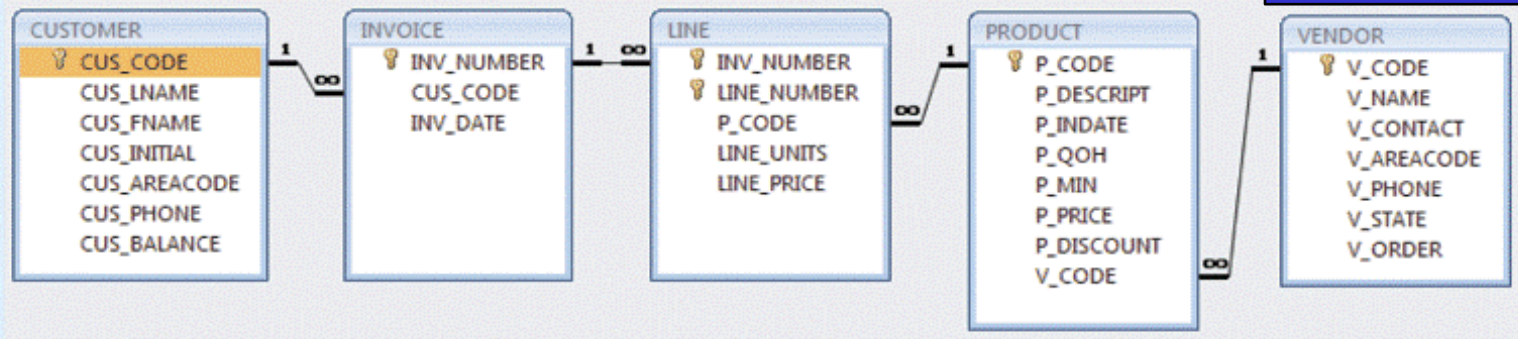 CUSTOMER
CUS_CODE
CUS_LNAME
CUS_FNAME
CUS_INITIAL
CUS_AREACODE
CUS_PHONE
CUS_BALANCE
1
∞
INVOICE
INV_NUMBER
CUS_CODE
INV_DATE
1
∞
LINE
INV_NUMBER
LINE_NUMBER
P_CODE
LINE_UNITS
LINE_PRICE
∞
1
PRODUCT
P_CODE
P_DESCRIPT
P_INDATE
P_QOH
P_MIN
P_PRICE
P_DISCOUNT
V_CODE
∞
1
VENDOR
V_CODE
V_NAME
V_CONTACT
V_AREACODE
V_PHONE
V_STATE
V_ORDER